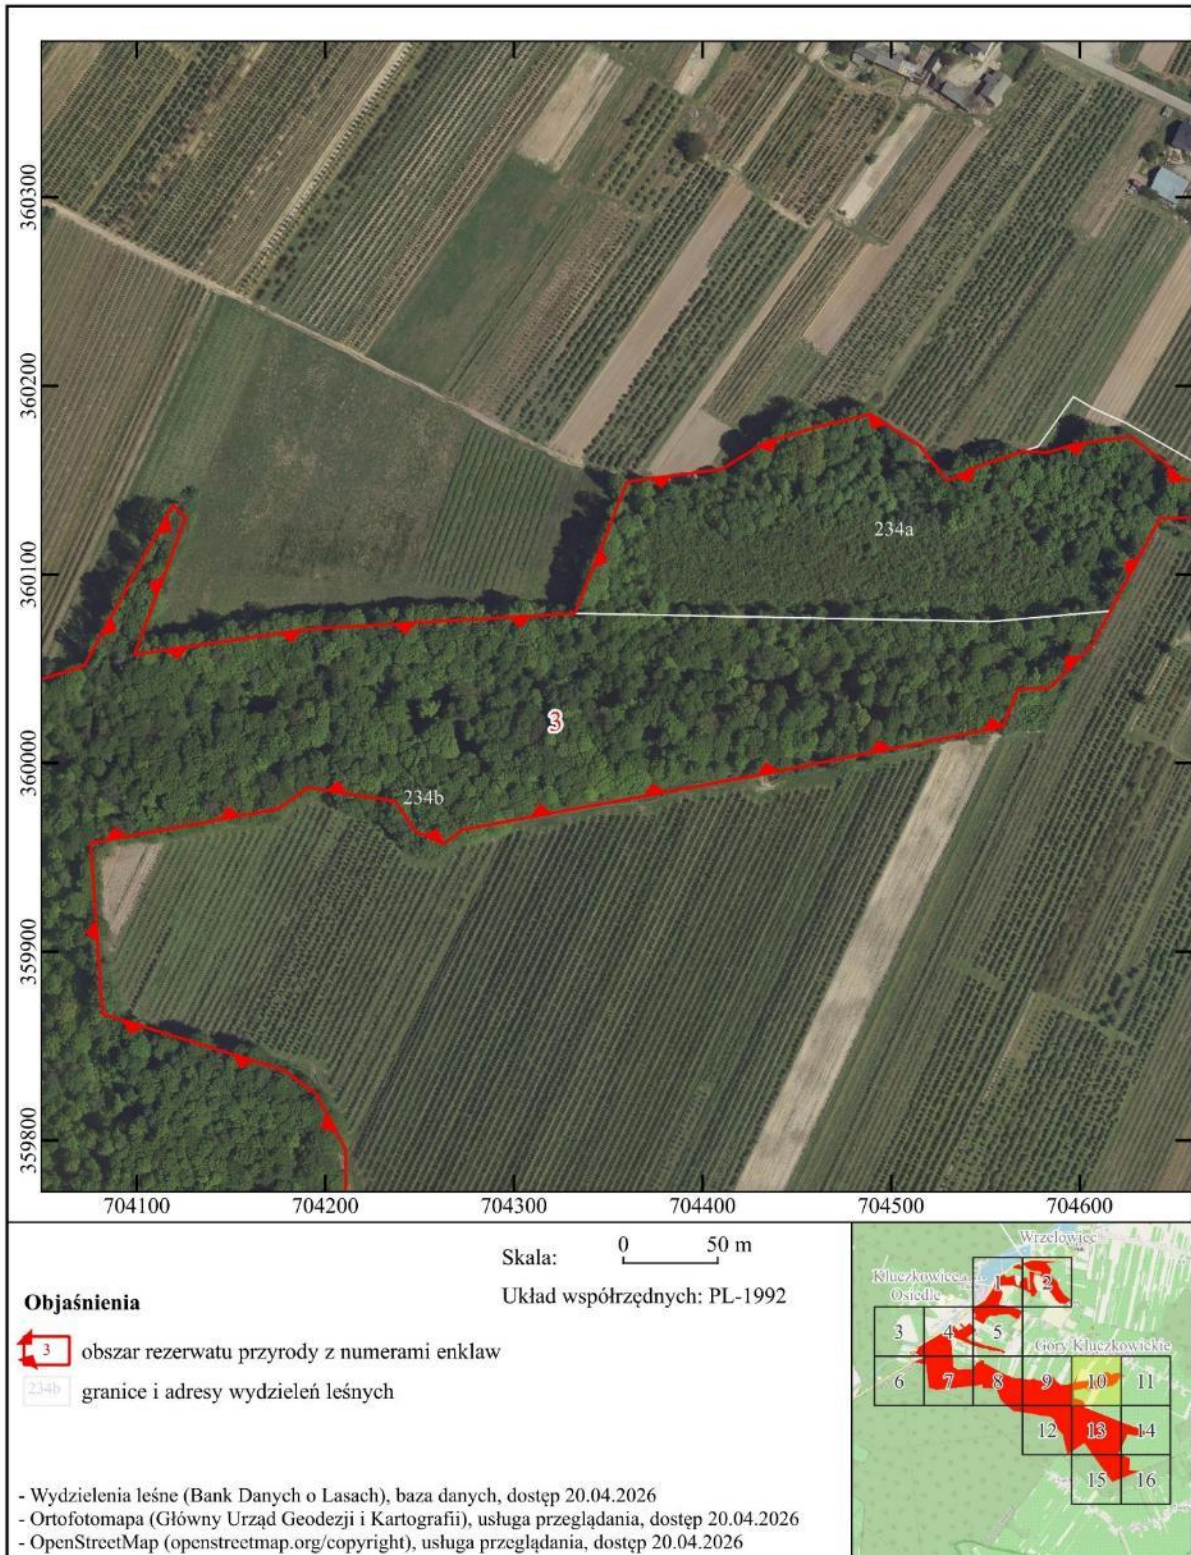 360300
360200
360100
360000
359900
359800
234a
3
234b
704100 704200 704300 704400 704500 704600
Skala: 0 50 m
Układ współrzędnych: PL-1992
Objaśnienia
3 obszar rezerwatu przyrody z numerami enklaw
234b granice i adresy wydzieleń leśnych
- Wydzielenia leśne (Bank Danych o Lasach), baza danych, dostęp 20.04.2026
- Ortofotomapa (Główny Urząd Geodezji i Kartografii), usługa przeglądania, dostęp 20.04.2026
- OpenStreetMap (openstreetmap.org/copyright), usługa przeglądania, dostęp 20.04.2026
Wrzelowiec
Kluczkowice
Osiedle
1 2
3 4 5
Góry Kluczkowickie
6 7 8 9 10 11
12 13 14
15 16